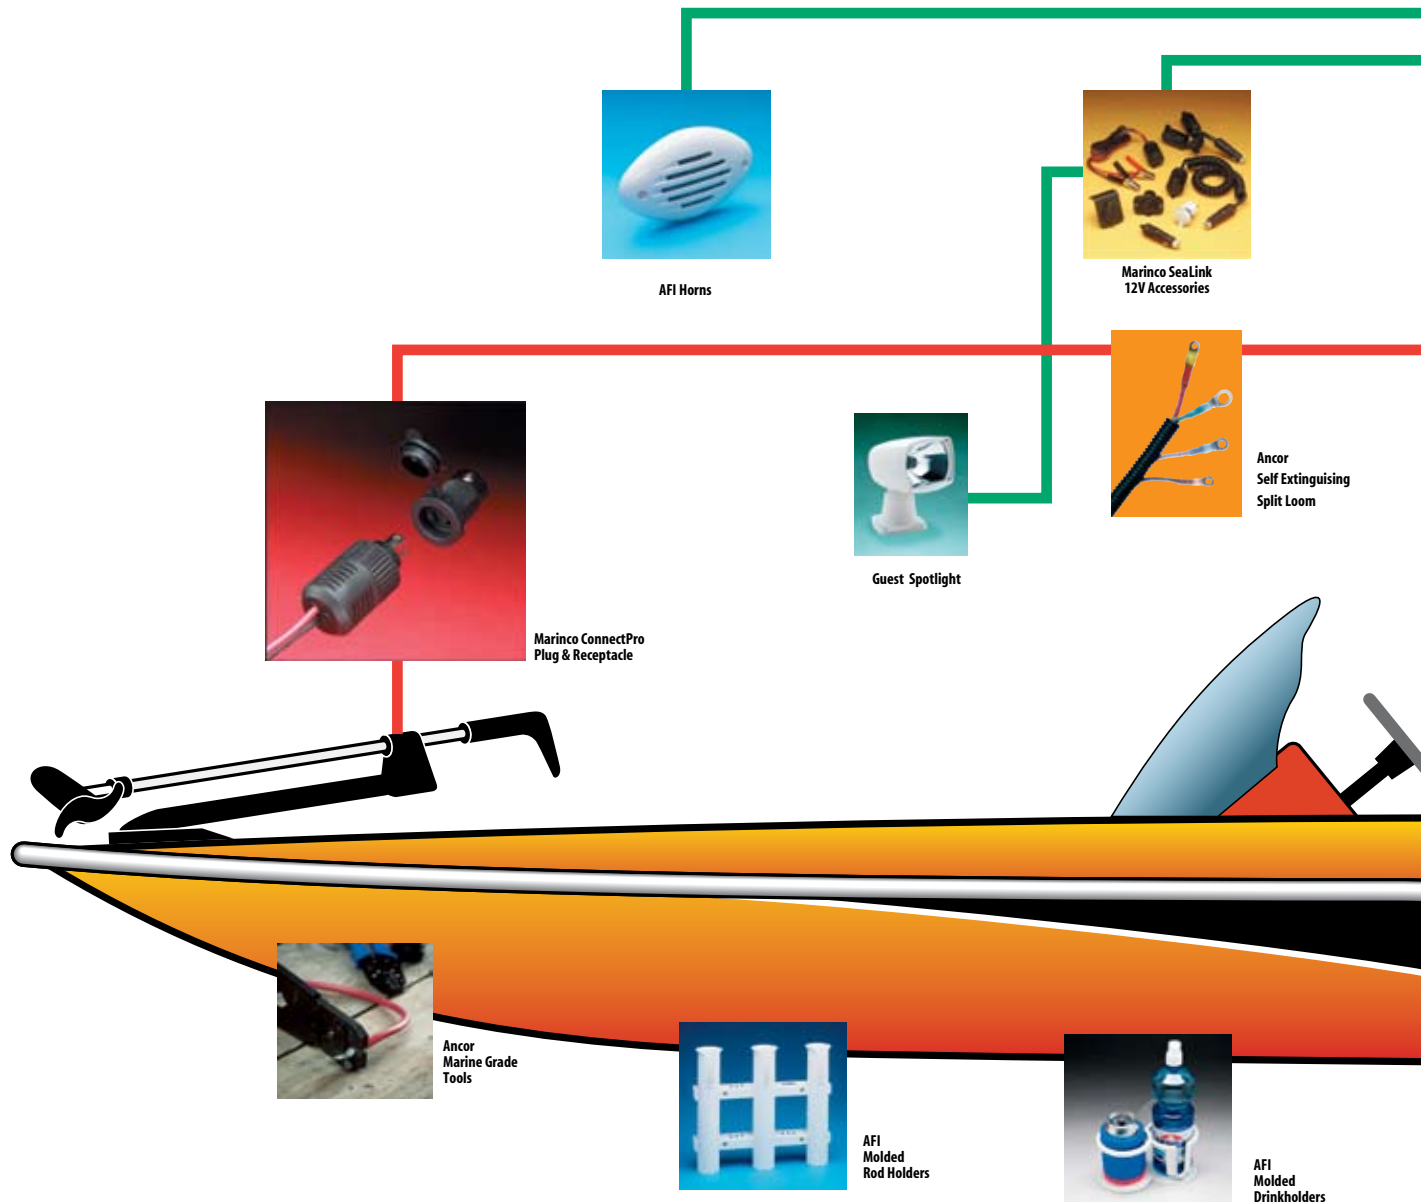 AFI Horns
Marinco SeaLink
12V Accessories
Ancor
Self Extinguising
Split Loom
Guest Spotlight
Marinco ConnectPro
Plug & Receptacle
Ancor
Marine Grade
Tools
AFI
Molded
Rod Holders
AFI
Molded
Drinkholders